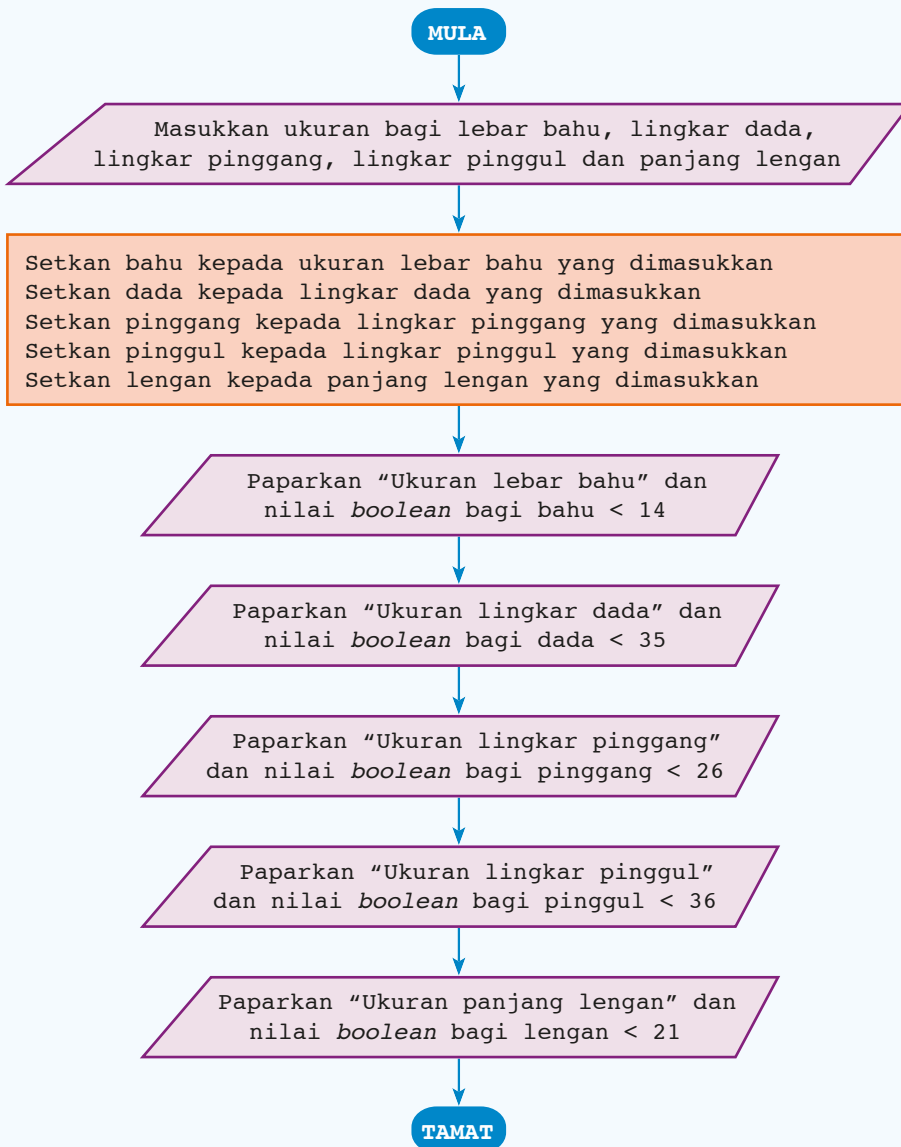 MULA
Masukkan ukuran bagi lebar bahu, lingkar dada,
lingkar pinggang, lingkar pinggul dan panjang lengan
Setkan bahu kepada ukuran lebar bahu yang dimasukkan
Setkan dada kepada lingkar dada yang dimasukkan
Setkan pinggang kepada lingkar pinggang yang dimasukkan
Setkan pinggul kepada lingkar pinggul yang dimasukkan
Setkan lengan kepada panjang lengan yang dimasukkan
Paparkan “Ukuran lebar bahu” dan
nilai boolean bagi bahu < 14
Paparkan “Ukuran lingkar dada” dan
nilai boolean bagi dada < 35
Paparkan “Ukuran lingkar pinggang”
dan nilai boolean bagi pinggang < 26
Paparkan “Ukuran lingkar pinggul”
dan nilai boolean bagi pinggul < 36
Paparkan “Ukuran panjang lengan” dan
nilai boolean bagi lengan < 21
TAMAT